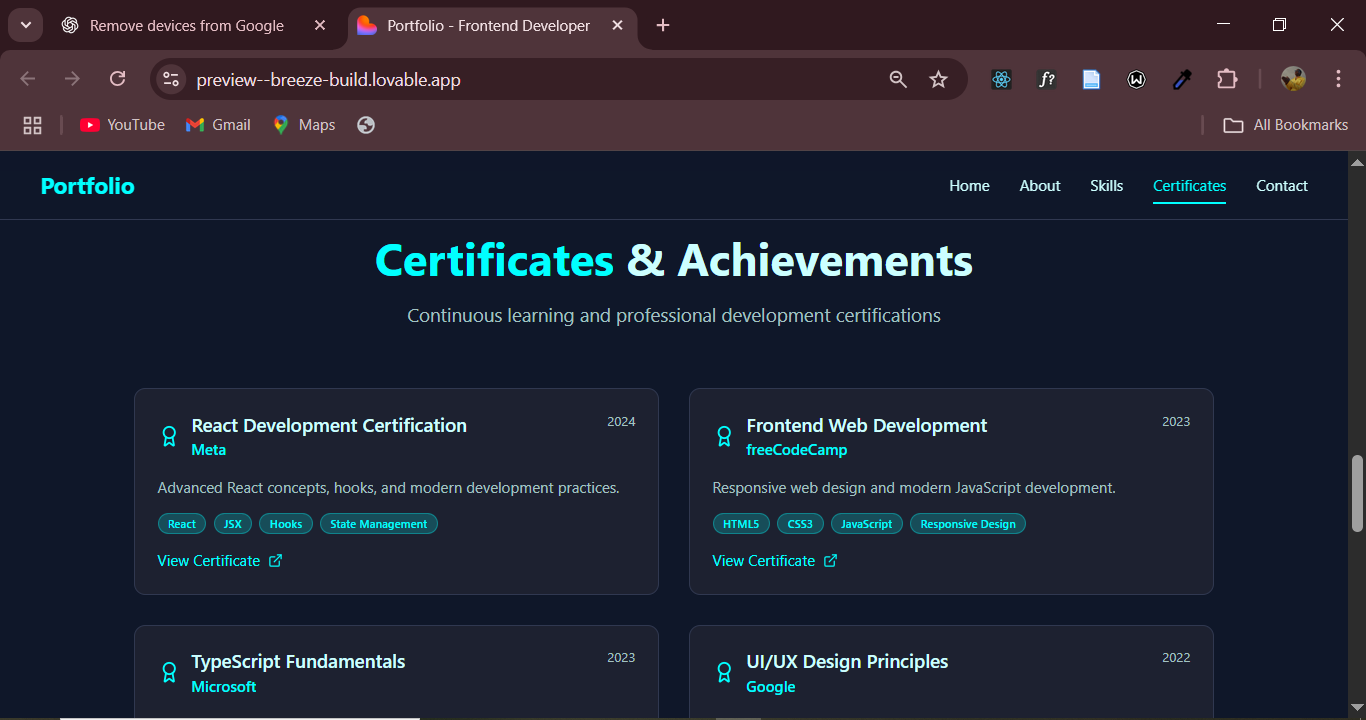 Remove devices from Google
Portfolio - Frontend Developer
preview--breeze-build.lovable.app
f?
W
YouTube
Gmail
Maps
All Bookmarks
Portfolio
Home
About
Skills
Certificates
Contact
Certificates & Achievements
Continuous learning and professional development certifications
React Development Certification
2024
Meta
Advanced React concepts, hooks, and modern development practices.
React
JSX
Hooks
State Management
View Certificate
Frontend Web Development
2023
freeCodeCamp
Responsive web design and modern JavaScript development.
HTML5
CSS3
JavaScript
Responsive Design
View Certificate
TypeScript Fundamentals
2023
Microsoft
UI/UX Design Principles
2022
Google